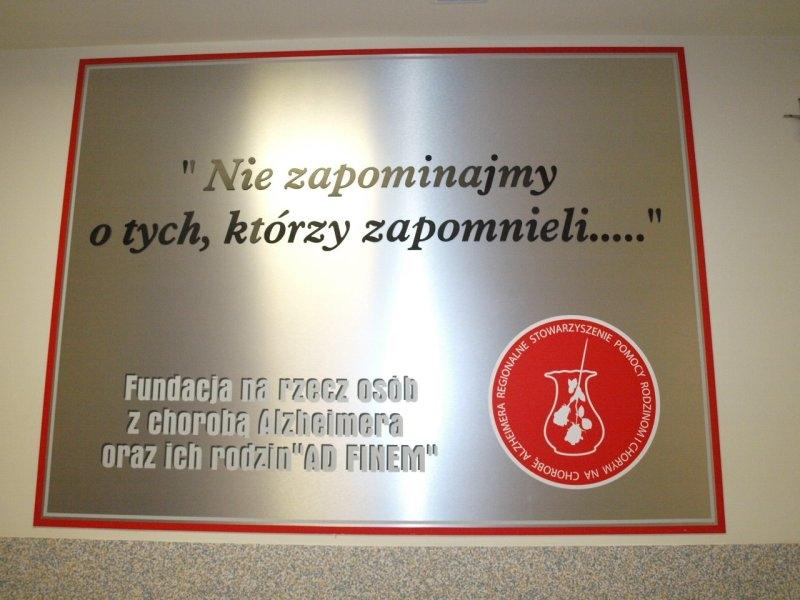 " Nie zapominajmy
o tych, którzy zapomnieli....."
Fundacja na rzecz osób
z chorobą Alzheimera
oraz ich rodzin"AD FINEM"
REGIONALNE STOWARZYSZENIE POMOCY RODZINOM I CHORYM NA CHOROBĘ ALZHEIMERA